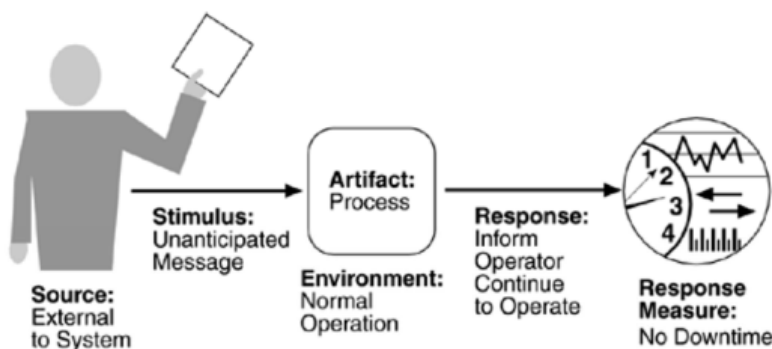 Source:
External
to System
Stimulus:
Unanticipated
Message
Artifact:
Process
Environment:
Normal
Operation
Response:
Inform
Operator
Continue
to Operate
1
2
3
4
Response
Measure:
No Downtime